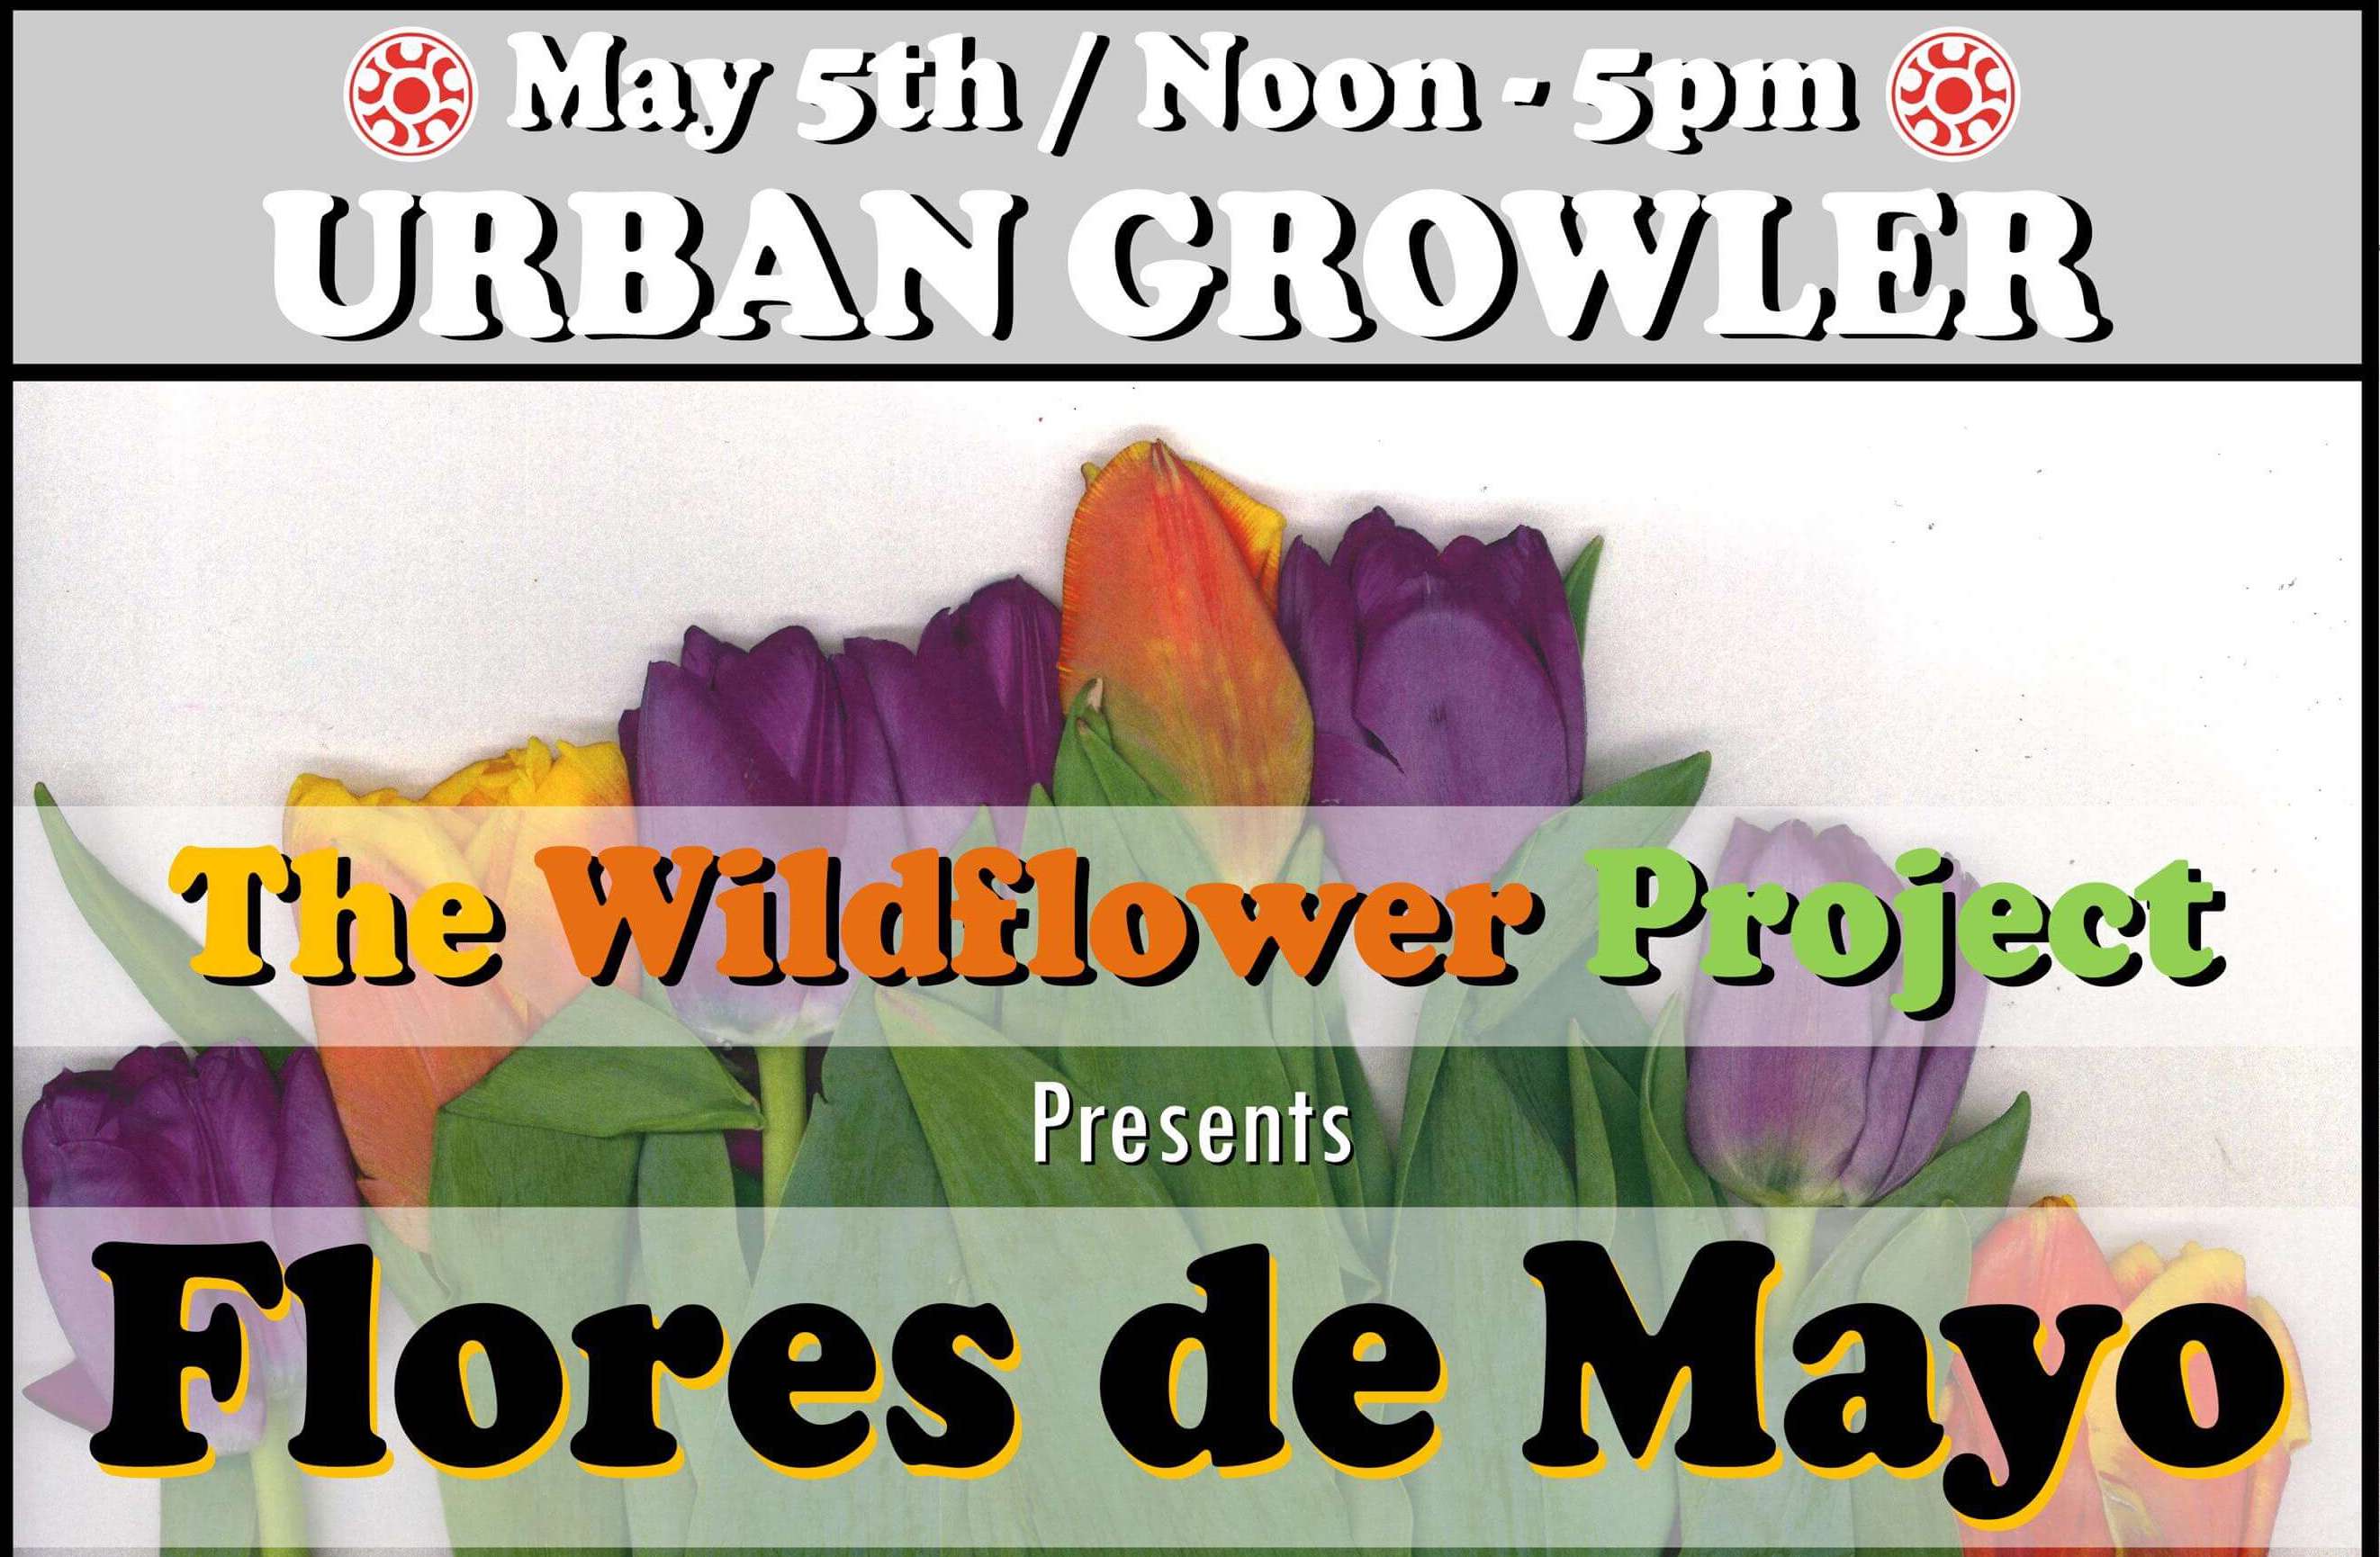 May 5th / Noon - 5pm
URBAN GROWLER
The Wildflower Project
Presents
Flores de Mayo